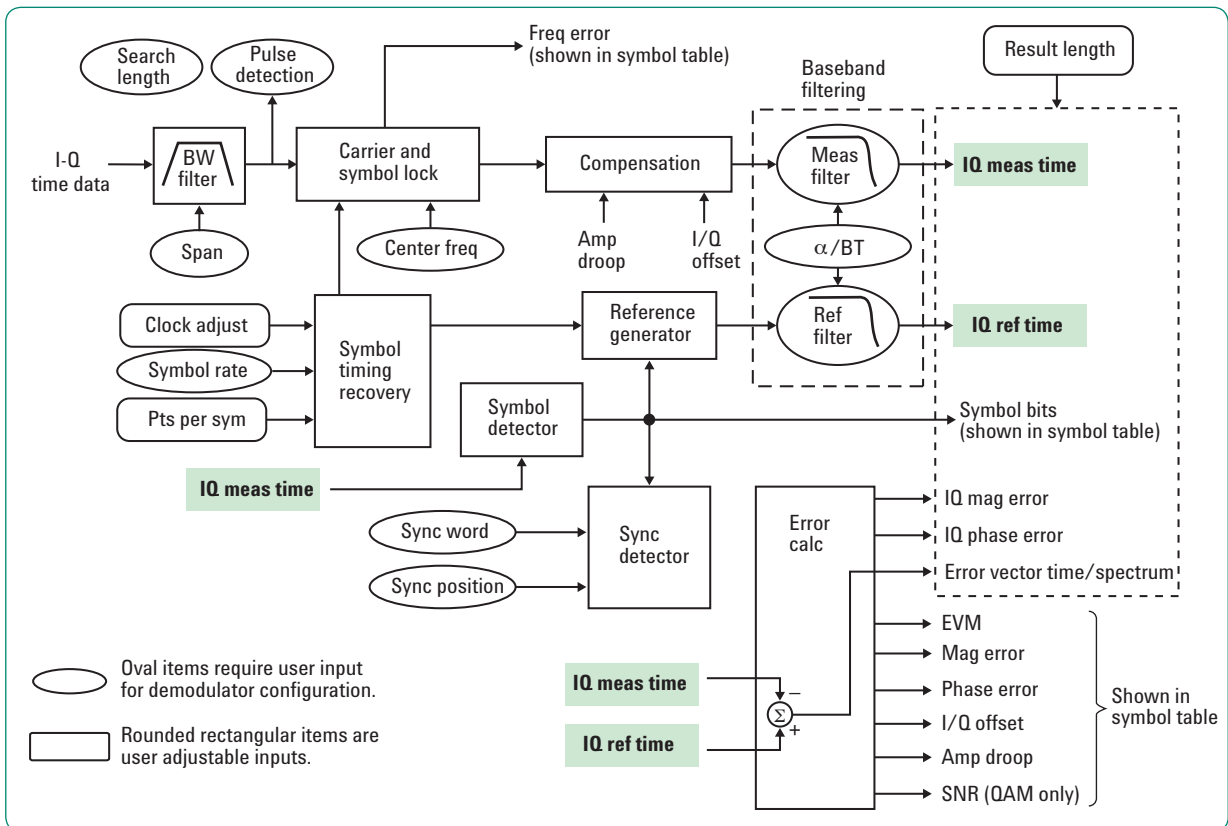 Search
length
Pulse
detection
Freq error
(shown in symbol table)
Baseband
filtering
Result length
I-Q
time data
BW
filter
Carrier and
symbol lock
Compensation
Meas
filter
IQ meas time
Span
Center freq
Amp
droop
I/Q
offset
α/BT
Clock adjust
Symbol rate
Pts per sym
Symbol
timing
recovery
Reference
generator
Ref
filter
IQ ref time
Symbol
detector
Symbol bits
(shown in symbol table)
IQ meas time
Sync word
Sync position
Sync
detector
Error
calc
IQ mag error
IQ phase error
Error vector time/spectrum
EVM
Mag error
Phase error
I/Q offset
Amp droop
SNR (QAM only)
Shown in
symbol table
IQ meas time
IQ ref time
–
Σ
+
Oval items require user input
for demodulator configuration.
Rounded rectangular items are
user adjustable inputs.